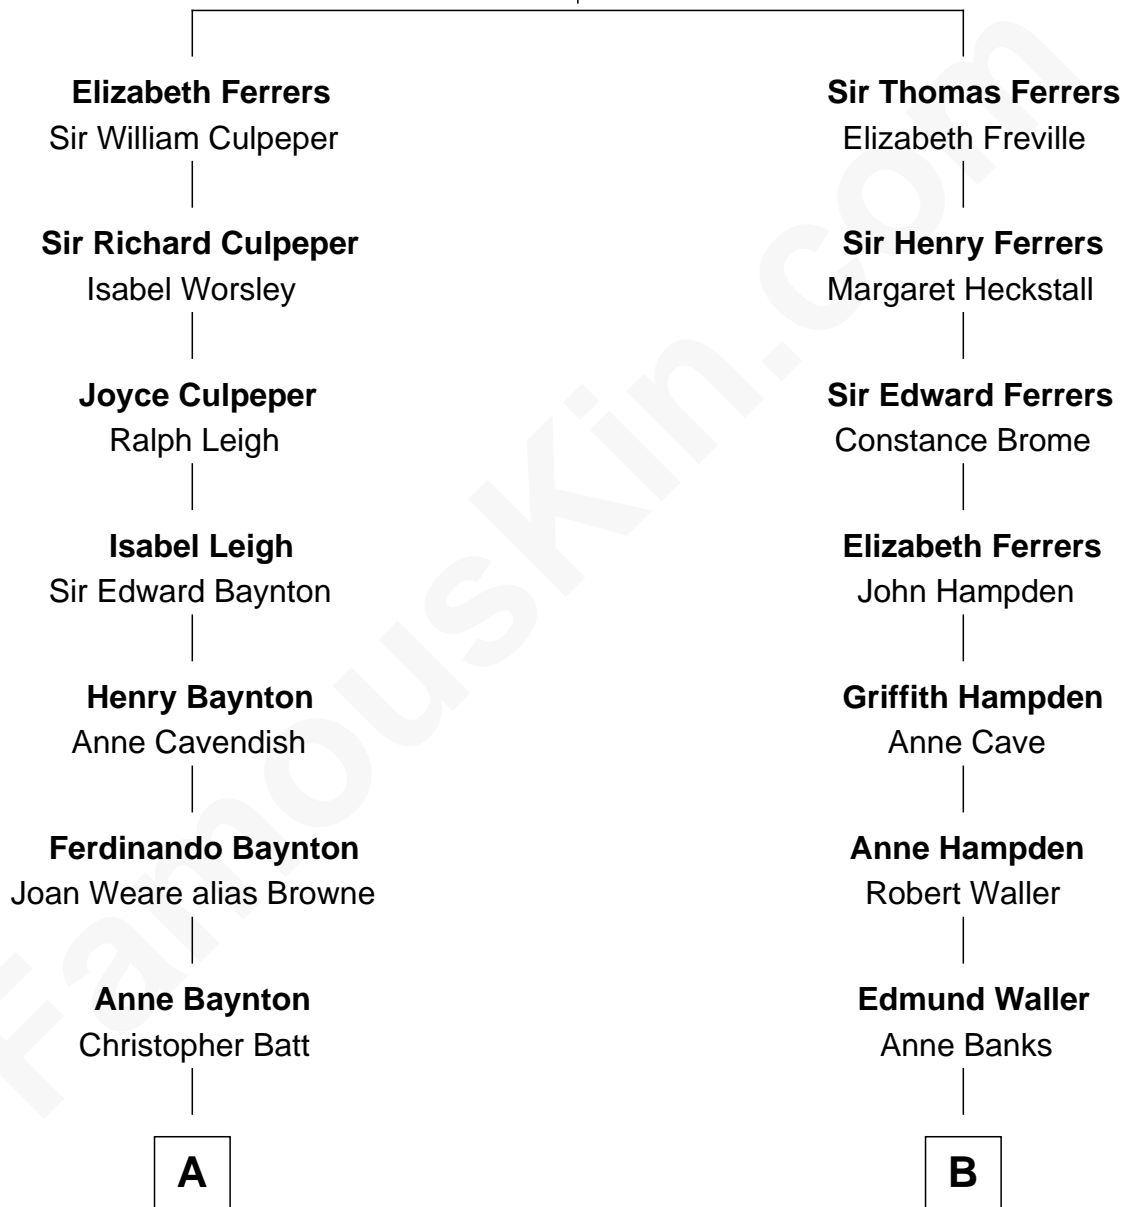 Elizabeth Ferrers
Sir William Culpeper
Sir Richard Culpeper
Isabel Worsley
Joyce Culpeper
Ralph Leigh
Isabel Leigh
Sir Edward Baynton
Henry Baynton
Anne Cavendish
Ferdinando Baynton
Joan Weare alias Browne
Anne Baynton
Christopher Batt
A
Sir Thomas Ferrers
Elizabeth Freville
Sir Henry Ferrers
Margaret Heckstall
Sir Edward Ferrers
Constance Brome
Elizabeth Ferrers
John Hampden
Griffith Hampden
Anne Cave
Anne Hampden
Robert Waller
Edmund Waller
Anne Banks
B
FamousKin.com